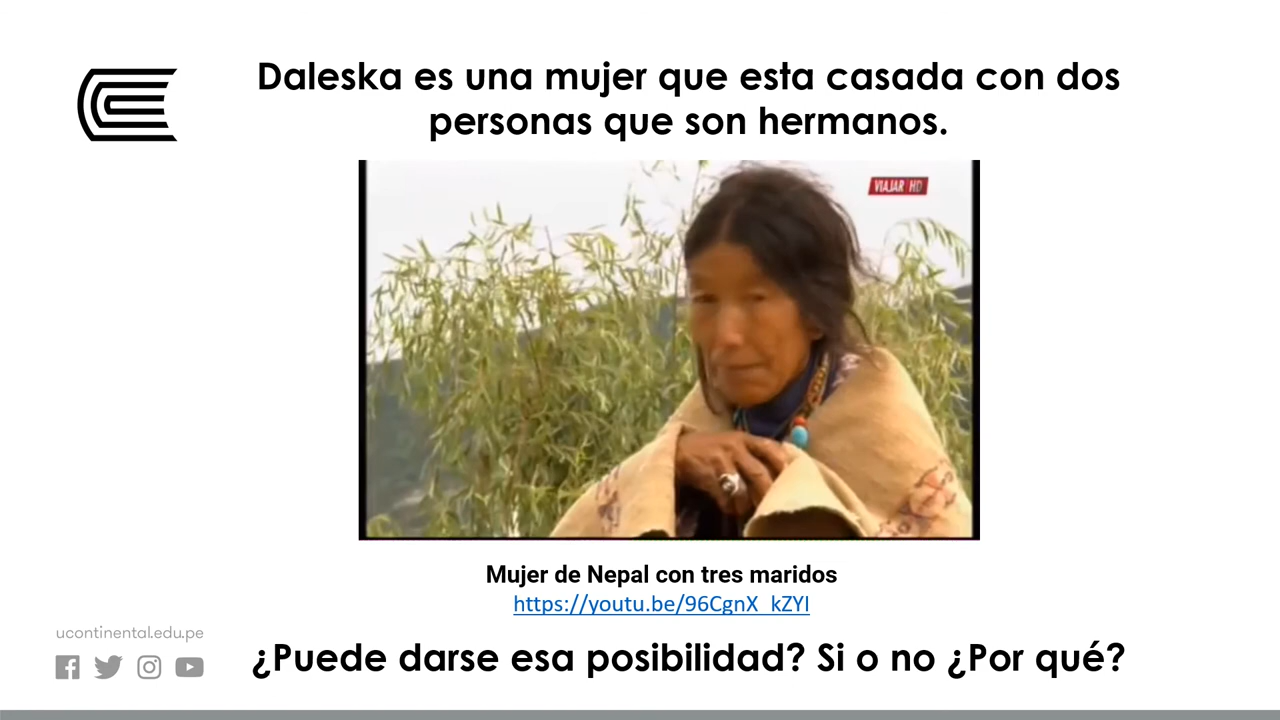 Daleska es una mujer que esta casada con dos
personas que son hermanos.
VIAJAR HD
Mujer de Nepal con tres maridos
https://youtu.be/96CgnX_kZYI
ucontinental.edu.pe
¿Puede darse esa posibilidad? Si o no ¿Por qué?